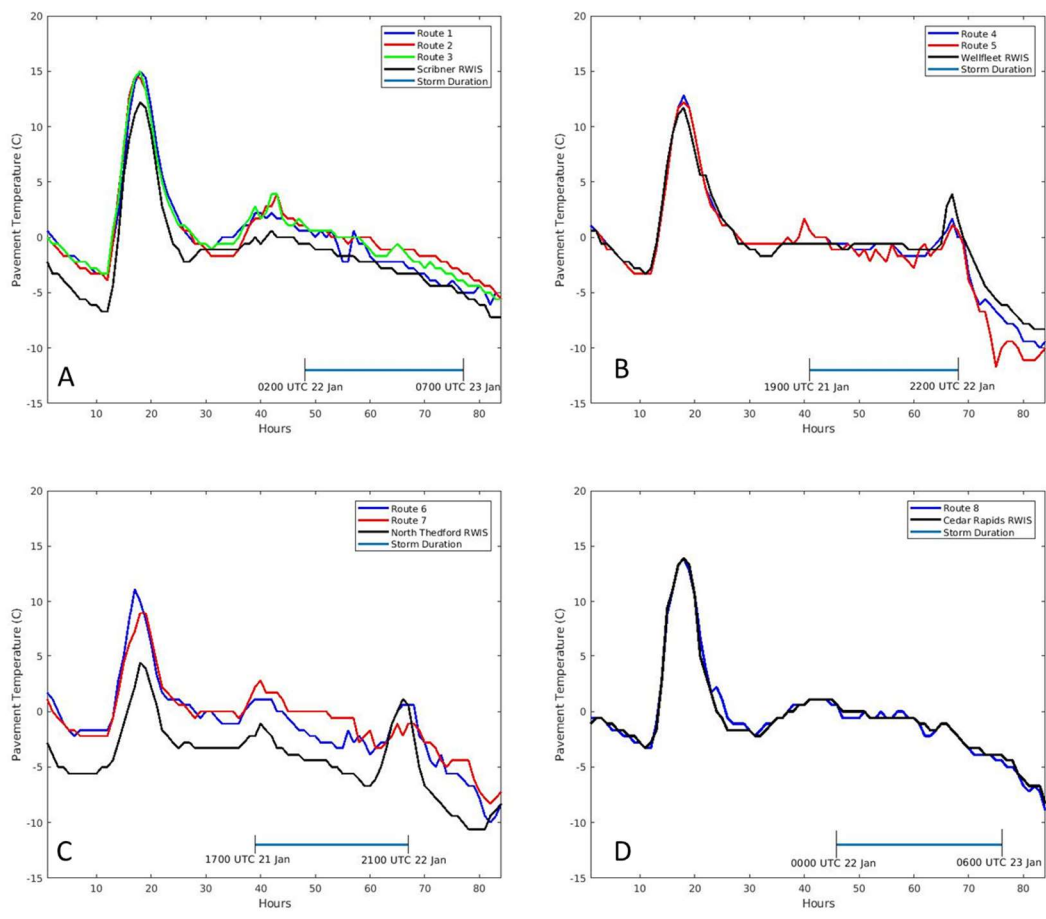 20
15
10
5
0
-5
-10
-15
Pavement Temperature (C)
Route 1
Route 2
Route 3
Scribner RWIS
Storm Duration
A
0200 UTC 22 Jan
0700 UTC 23 Jan
10 20 30 40 50 60 70 80
Hours
20
15
10
5
0
-5
-10
-15
Pavement Temperature (C)
Route 4
Route 5
Wellfleet RWIS
Storm Duration
B
1900 UTC 21 Jan
2200 UTC 22 Jan
10 20 30 40 50 60 70 80
Hours
20
15
10
5
0
-5
-10
-15
Pavement Temperature (C)
Route 6
Route 7
North Thedford RWIS
Storm Duration
C
1700 UTC 21 Jan
2100 UTC 22 Jan
10 20 30 40 50 60 70 80
Hours
20
15
10
5
0
-5
-10
-15
Pavement Temperature (C)
Route 8
Cedar Rapids RWIS
Storm Duration
D
0000 UTC 22 Jan
0600 UTC 23 Jan
10 20 30 40 50 60 70 80
Hours